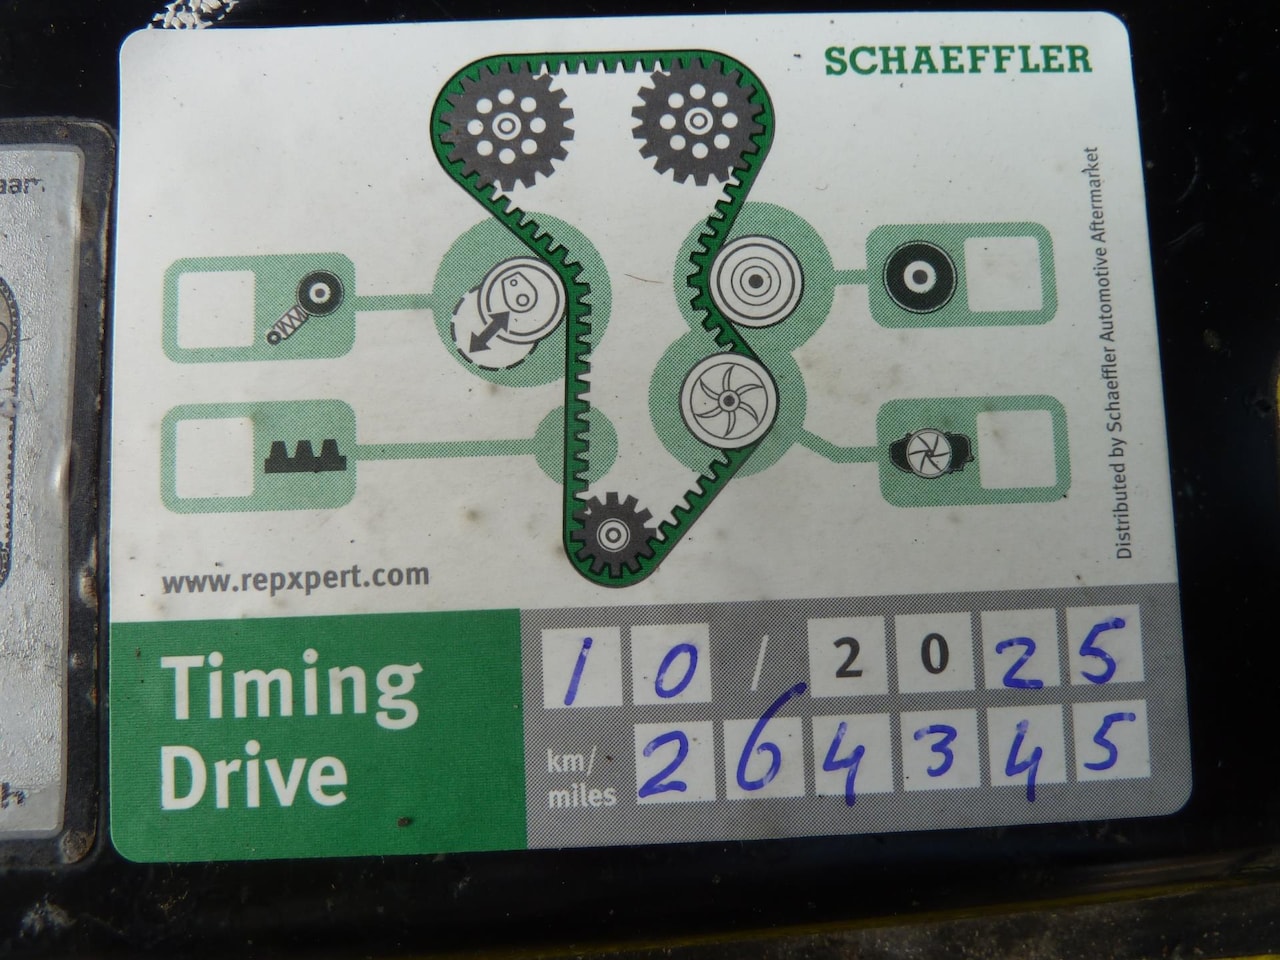 SCHAEFFLER
Distributed by Schaeffler Automotive Aftermarket
www.repxpert.com
Timing
Drive
10/2025
km/
miles
264345